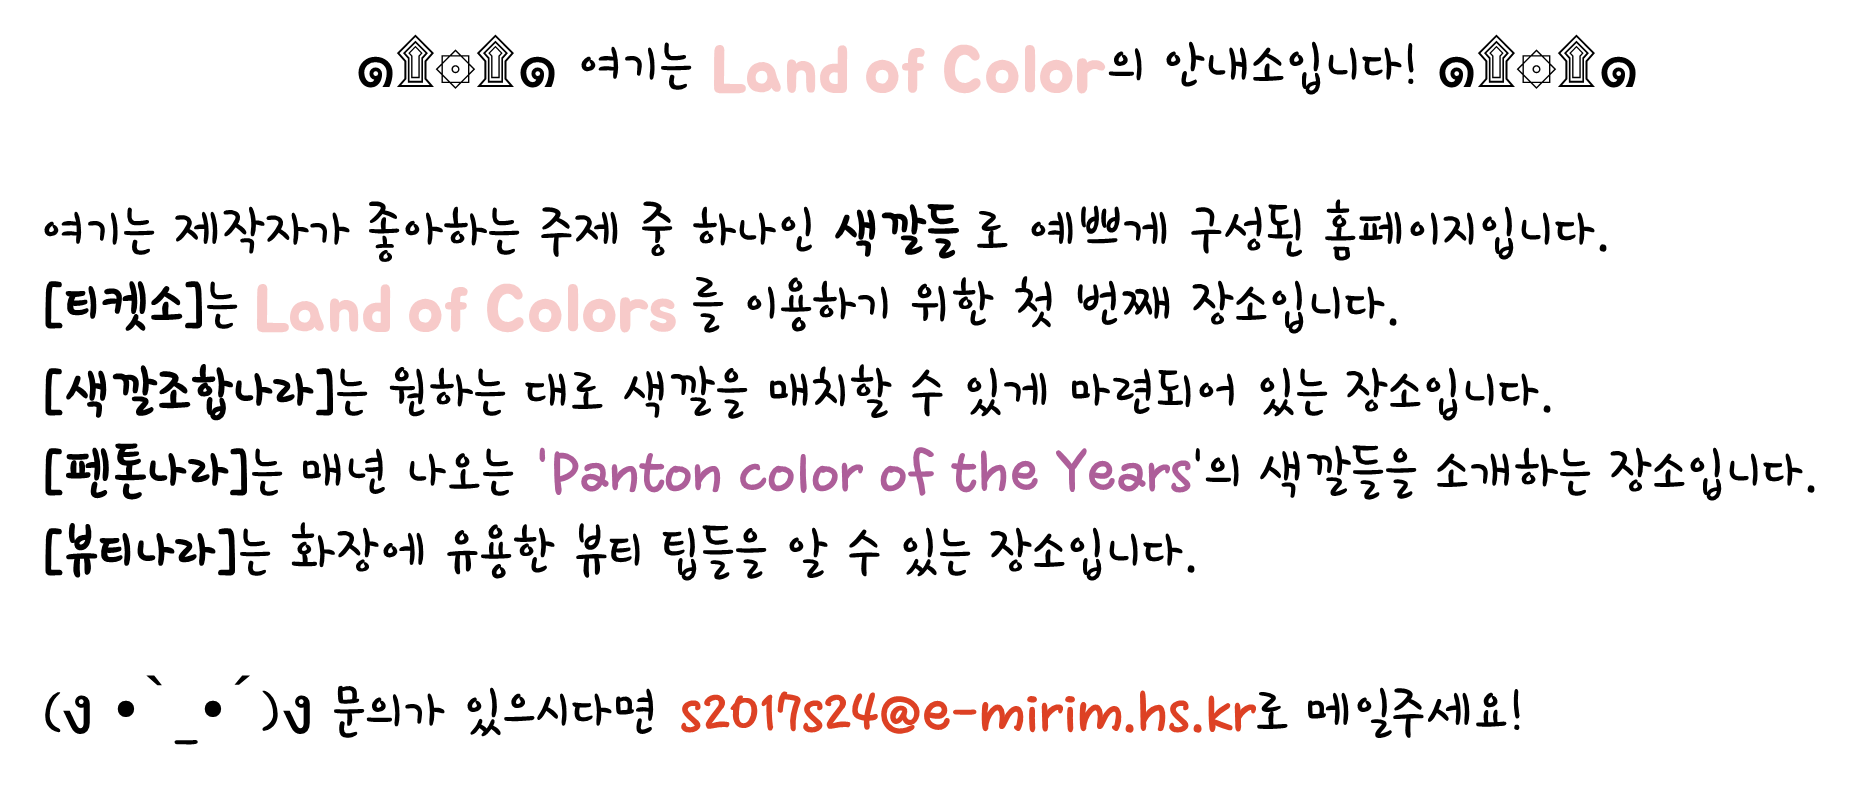 ๑۩۞۩๑ 여기는 Land of Color의 안내소입니다! ๑۩۞۩๑
여기는 제작자가 좋아하는 주제 중 하나인 색깔들 로 예쁘게 구성된 홈페이지입니다.
[티켓소]는 Land of Colors 를 이용하기 위한 첫 번째 장소입니다.
[색깔조합나라]는 원하는 대로 색깔을 매치할 수 있게 마련되어 있는 장소입니다.
[펜톤나라]는 매년 나오는 'Panton color of the Years'의 색깔들을 소개하는 장소입니다.
[뷰티나라]는 화장에 유용한 뷰티 팁들을 알 수 있는 장소입니다.
(ง •̀_•́)ง 문의가 있으시다면 s2017s24@e-mirim.hs.kr로 메일주세요!